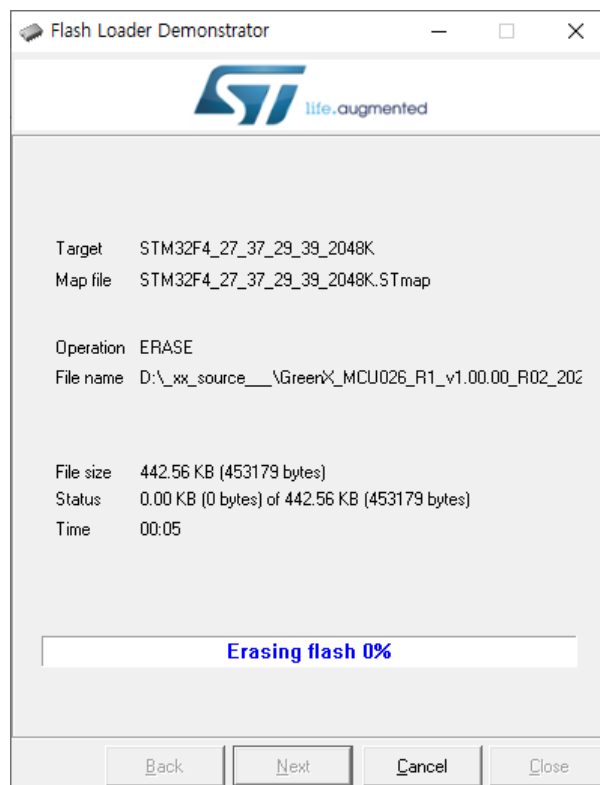 Flash Loader Demonstrator
ST life.augmented
Target STM32F4_27_37_29_39_2048K
Map file STM32F4_27_37_29_39_2048K.STmap
Operation ERASE
File name D:\_xx_source___\GreenX_MCU026_R1_v1.00.00_R02_202
File size 442.56 KB (453179 bytes)
Status 0.00 KB (0 bytes) of 442.56 KB (453179 bytes)
Time 00:05
Erasing flash 0%
Back Next Cancel Close